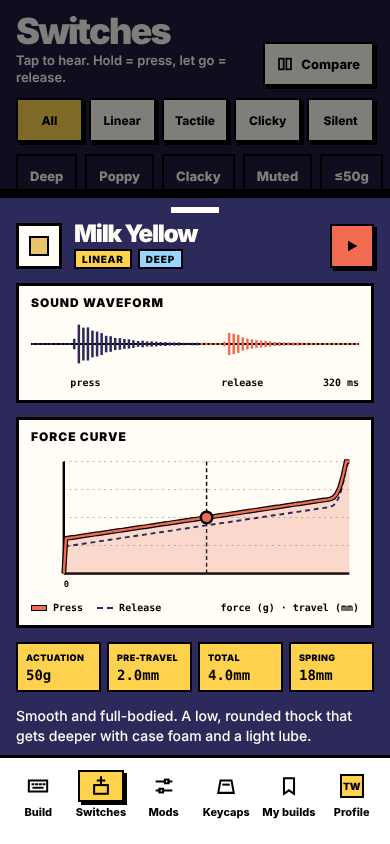 Switches
Tap to hear. Hold = press, let go =
release.
Compare
All Linear Tactile Clicky Silent
Deep Poppy Clacky Muted ≤50g
Milk Yellow
LINEAR DEEP
SOUND WAVEFORM
press release 320 ms
FORCE CURVE
0
Press Release force (g) · travel (mm)
ACTUATION PRE-TRAVEL TOTAL SPRING
50g 2.0mm 4.0mm 18mm
Smooth and full-bodied. A low, rounded thock that
gets deeper with case foam and a light lube.
TW
Build Switches Mods Keycaps My builds Profile